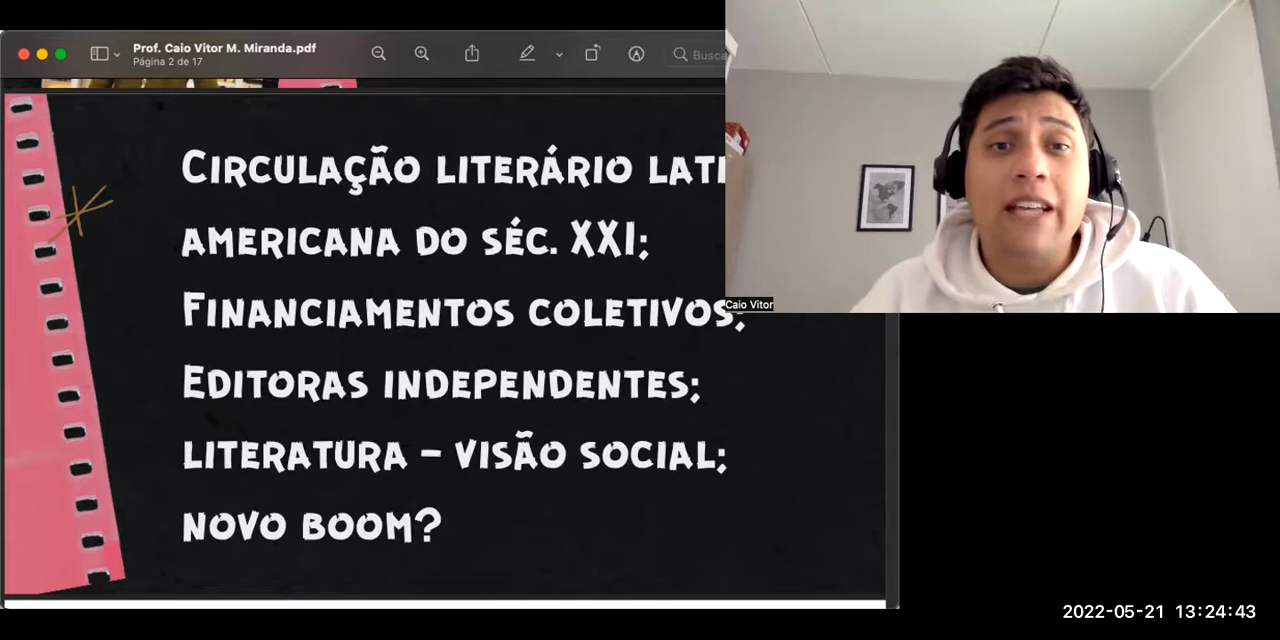 Prof. Caio Vitor M. Miranda.pdf
Página 2 de 17
Busca
CIRCULAÇÃO LITERÁRIO LATI
AMERICANA DO SÉC. XXI;
FINANCIAMENTOS COLETIVOS;
EDITORAS INDEPENDENTES;
LITERATURA - VISÃO SOCIAL;
NOVO BOOM?
Caio Vitor
2022-05-21 13:24:43